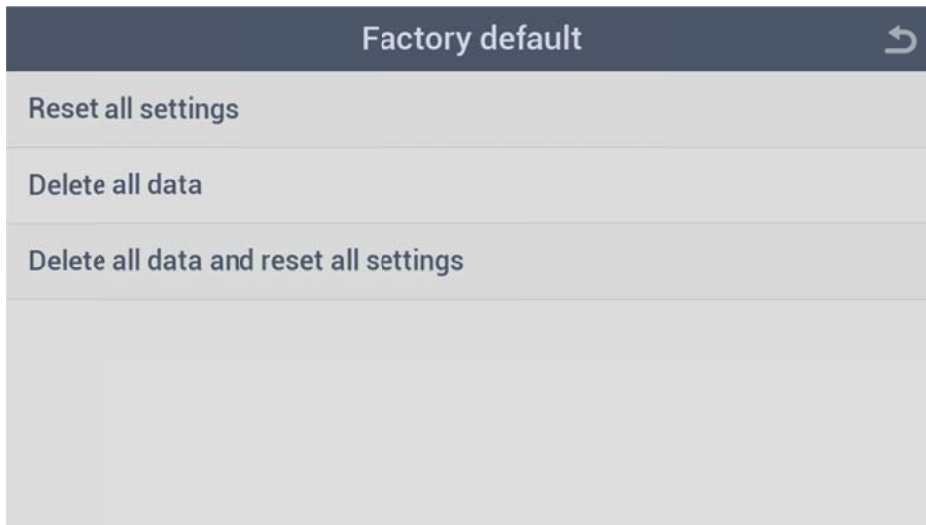 Factory default
Reset all settings
Delete all data
Delete all data and reset all settings